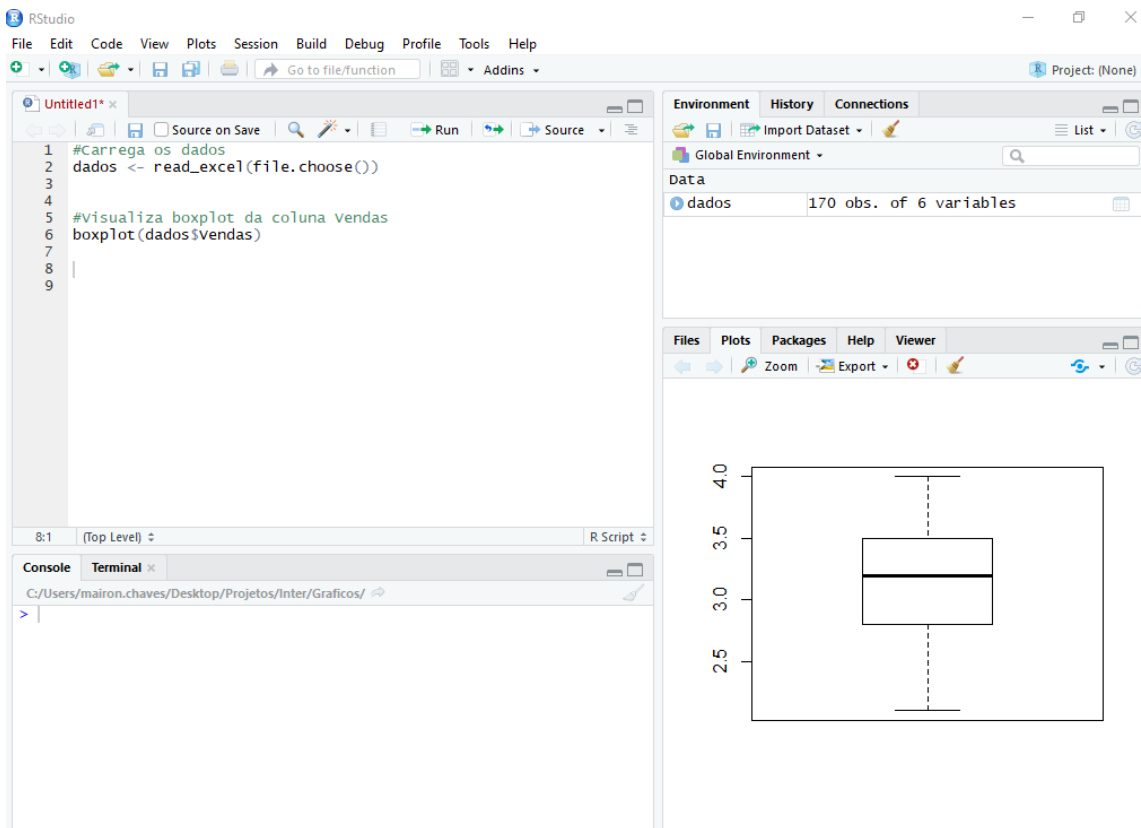 RStudio
File Edit Code View Plots Session Build Debug Profile Tools Help
Go to file/function Addins Project: (None)
Untitled1*
Source on Save Run Source
1 #Carrega os dados
2 dados <- read_excel(file.choose())
3
4
5 #Visualiza boxplot da coluna Vendas
6 boxplot(dados$Vendas)
7
8
9
8:1 (Top Level) R Script
Console Terminal
C:/Users/mairon.chaves/Desktop/Projetos/Inter/Graficos/
>
Environment History Connections
Import Dataset List
Global Environment
Data
dados 170 obs. of 6 variables
Files Plots Packages Help Viewer
Zoom Export
4.0
3.5
3.0
2.5